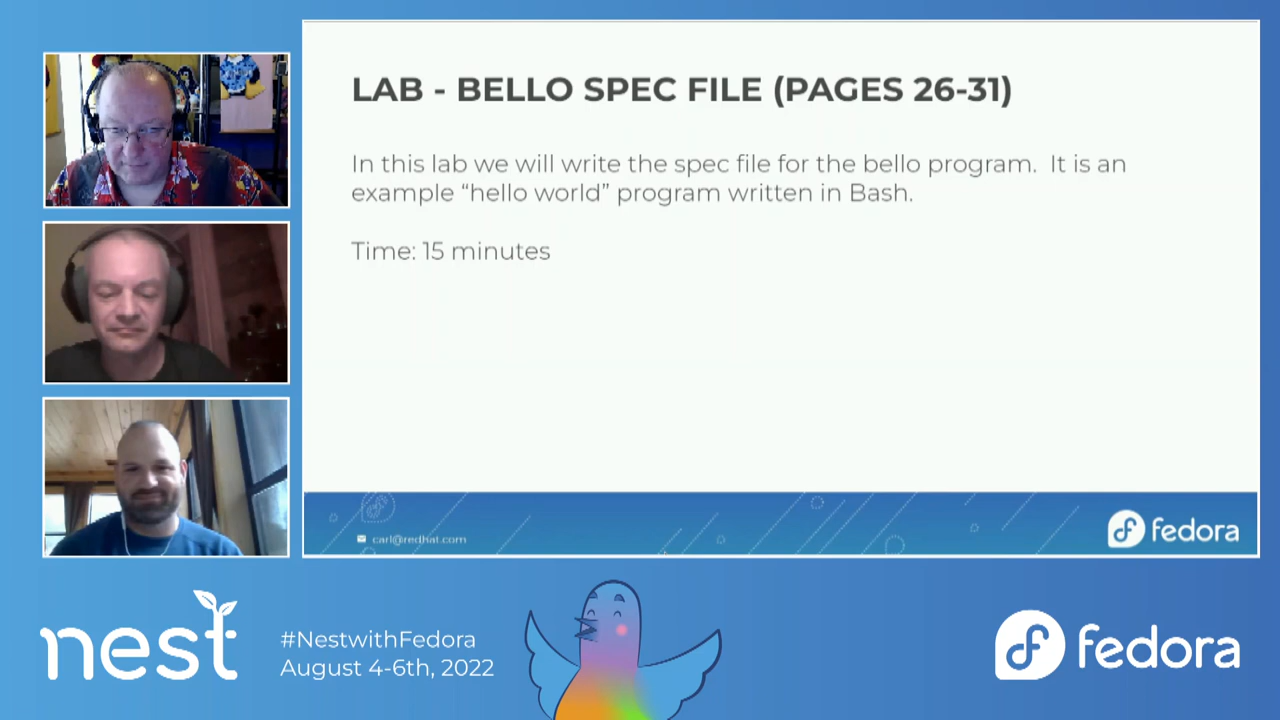 LAB - BELLO SPEC FILE (PAGES 26-31)
In this lab we will write the spec file for the bello program.  It is an
example “hello world” program written in Bash.
Time: 15 minutes
carl@redhat.com
fedora
nest
#NestwithFedora
August 4-6th, 2022
fedora